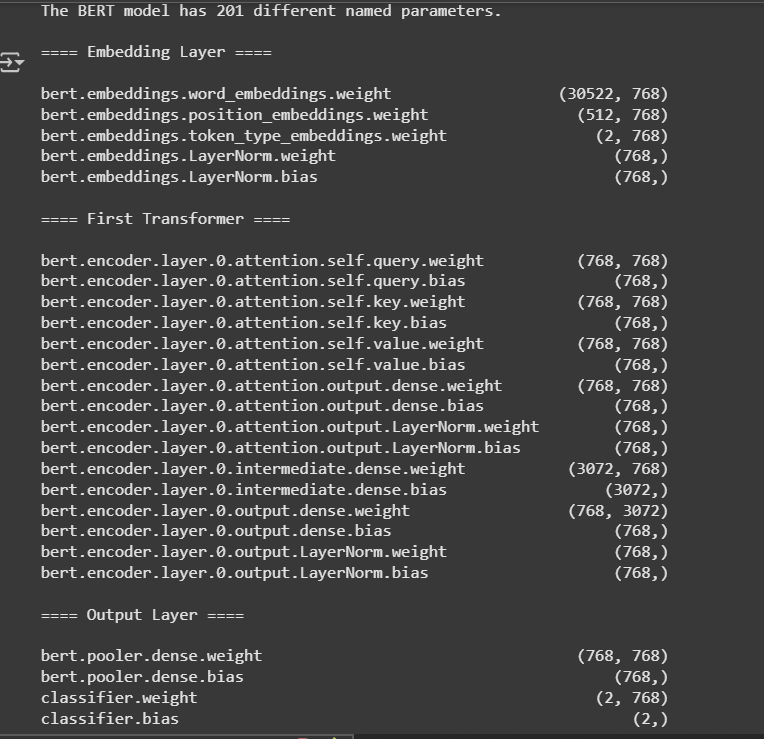 The BERT model has 201 different named parameters.
==== Embedding Layer ====
bert.embeddings.word_embeddings.weight (30522, 768)
bert.embeddings.position_embeddings.weight (512, 768)
bert.embeddings.token_type_embeddings.weight (2, 768)
bert.embeddings.LayerNorm.weight (768,)
bert.embeddings.LayerNorm.bias (768,)
==== First Transformer ====
bert.encoder.layer.0.attention.self.query.weight (768, 768)
bert.encoder.layer.0.attention.self.query.bias (768,)
bert.encoder.layer.0.attention.self.key.weight (768, 768)
bert.encoder.layer.0.attention.self.key.bias (768,)
bert.encoder.layer.0.attention.self.value.weight (768, 768)
bert.encoder.layer.0.attention.self.value.bias (768,)
bert.encoder.layer.0.attention.output.dense.weight (768, 768)
bert.encoder.layer.0.attention.output.dense.bias (768,)
bert.encoder.layer.0.attention.output.LayerNorm.weight (768,)
bert.encoder.layer.0.attention.output.LayerNorm.bias (768,)
bert.encoder.layer.0.intermediate.dense.weight (3072, 768)
bert.encoder.layer.0.intermediate.dense.bias (3072,)
bert.encoder.layer.0.output.dense.weight (768, 3072)
bert.encoder.layer.0.output.dense.bias (768,)
bert.encoder.layer.0.output.LayerNorm.weight (768,)
bert.encoder.layer.0.output.LayerNorm.bias (768,)
==== Output Layer ====
bert.pooler.dense.weight (768, 768)
bert.pooler.dense.bias (768,)
classifier.weight (2, 768)
classifier.bias (2,)